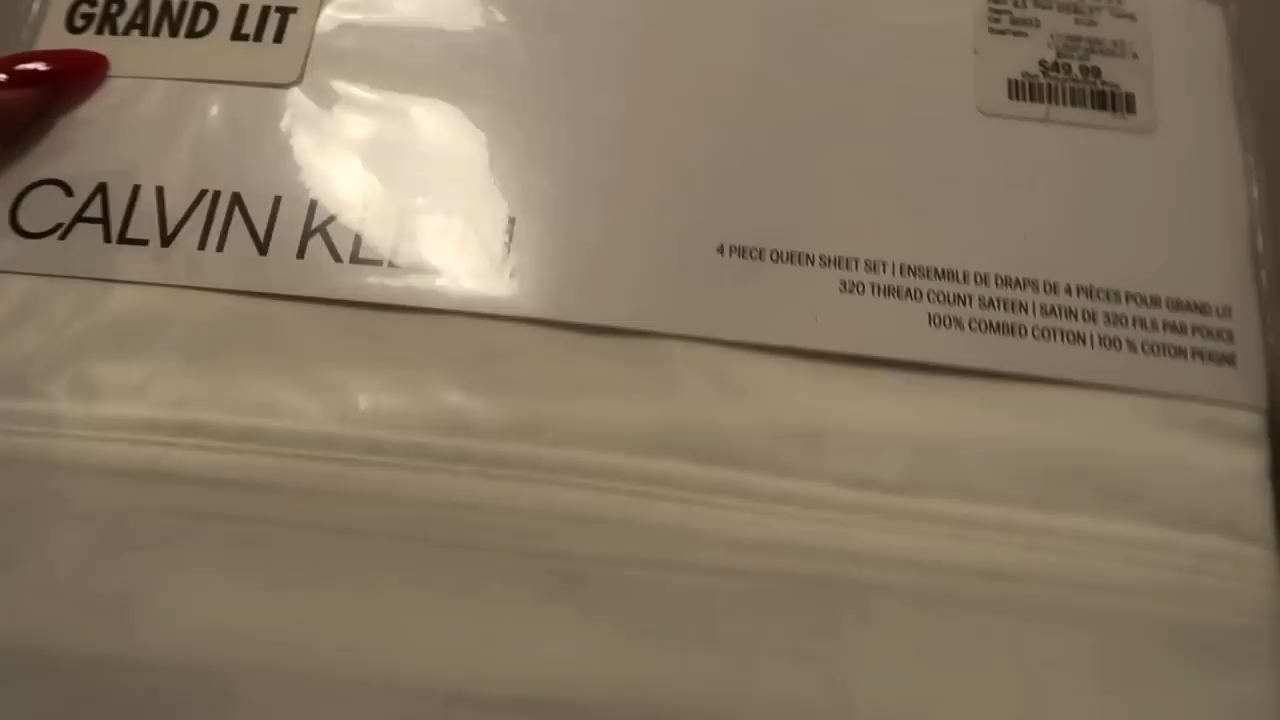 GRAND LIT
$49.99
CALVIN KLEIN
4 PIECE QUEEN SHEET SET | ENSEMBLE DE DRAPS DE 4 PIÈCES POUR GRAND LIT
320 THREAD COUNT SATEEN | SATIN DE 320 FILS PAR POUCE
100% COMBED COTTON | 100 % COTON PEIGNÉ